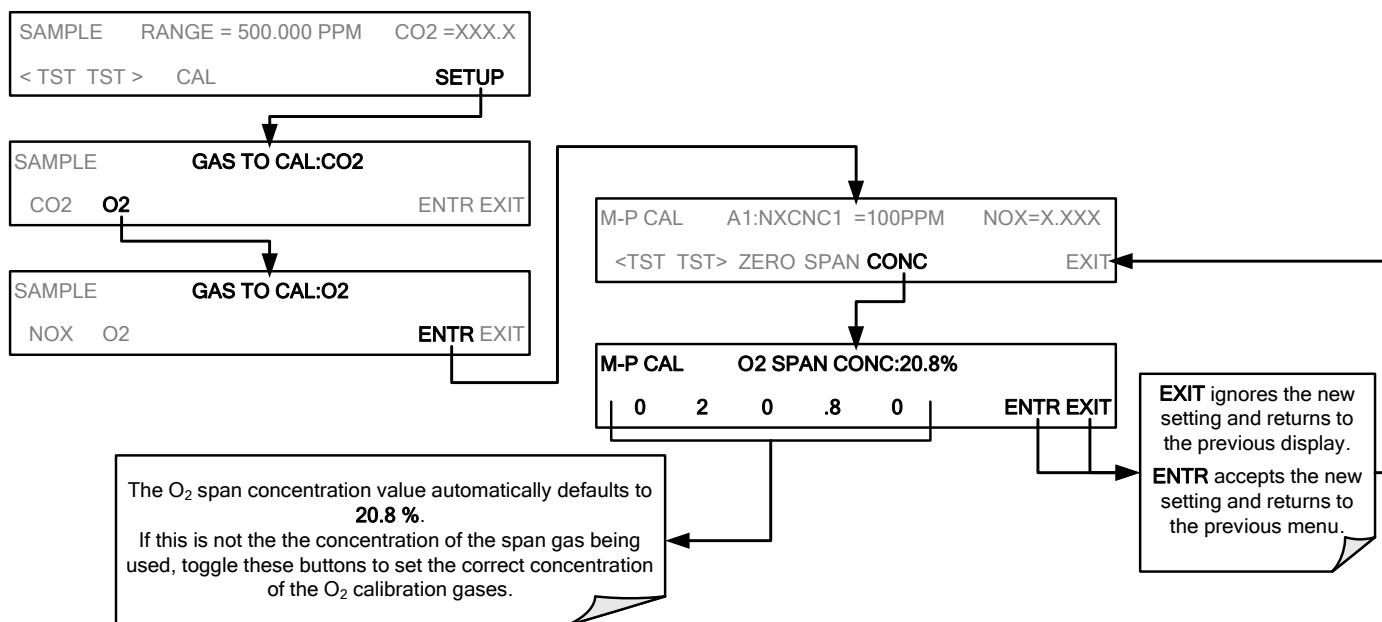 SAMPLE RANGE = 500.000 PPM CO2 =XXX.X
< TST TST > CAL SETUP
SAMPLE GAS TO CAL:CO2
CO2 O2 ENTR EXIT
SAMPLE GAS TO CAL:O2
NOX O2 ENTR EXIT
M-P CAL A1:NXCNC1 =100PPM NOX=X.XXX
<TST TST> ZERO SPAN CONC EXIT
M-P CAL O2 SPAN CONC:20.8%
0 2 0 .8 0 ENTR EXIT
EXIT ignores the new
setting and returns to
the previous display.
ENTR accepts the new
setting and returns to
the previous menu.
The O₂ span concentration value automatically defaults to
20.8 %.
If this is not the the concentration of the span gas being
used, toggle these buttons to set the correct concentration
of the O₂ calibration gases.